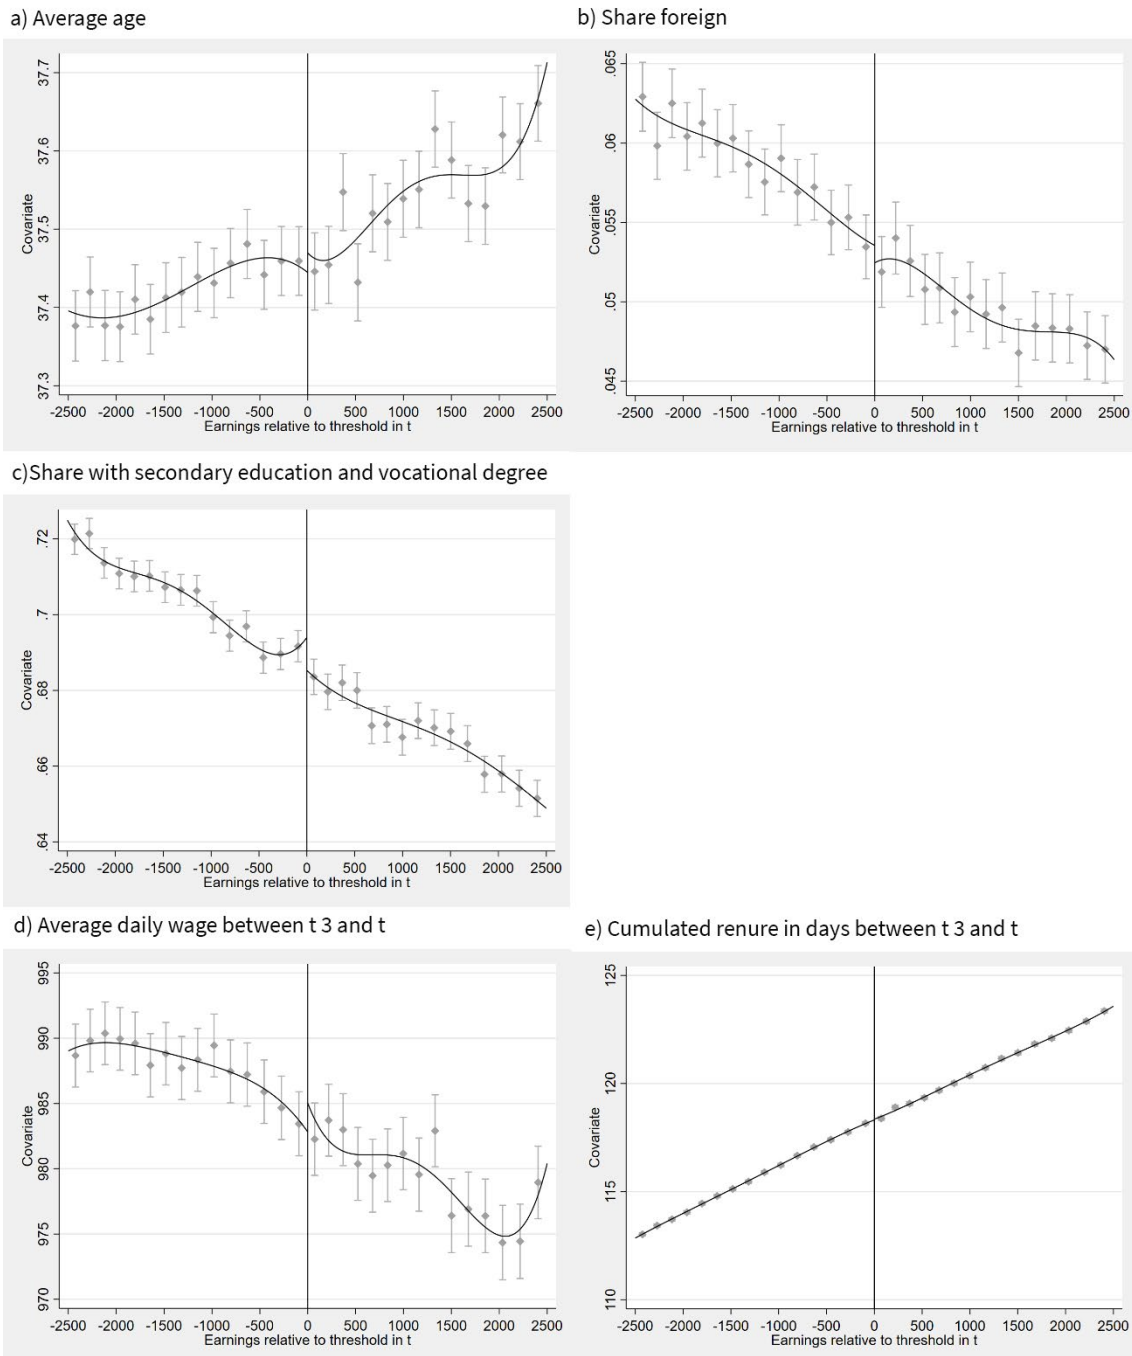 a) Average age
37.7
37.6
37.5
37.4
37.3
Covariate
-2500 -2000 -1500 -1000 -500 0 500 1000 1500 2000 2500
Earnings relative to threshold in t
b) Share foreign
.065
.06
.055
.05
.045
Covariate
-2500 -2000 -1500 -1000 -500 0 500 1000 1500 2000 2500
Earnings relative to threshold in t
c)Share with secondary education and vocational degree
.72
.7
.68
.66
.64
Covariate
-2500 -2000 -1500 -1000 -500 0 500 1000 1500 2000 2500
Earnings relative to threshold in t
d) Average daily wage between t 3 and t
995
990
985
980
975
970
Covariate
-2500 -2000 -1500 -1000 -500 0 500 1000 1500 2000 2500
Earnings relative to threshold in t
e) Cumulated renure in days between t 3 and t
125
120
115
110
Covariate
-2500 -2000 -1500 -1000 -500 0 500 1000 1500 2000 2500
Earnings relative to threshold in t